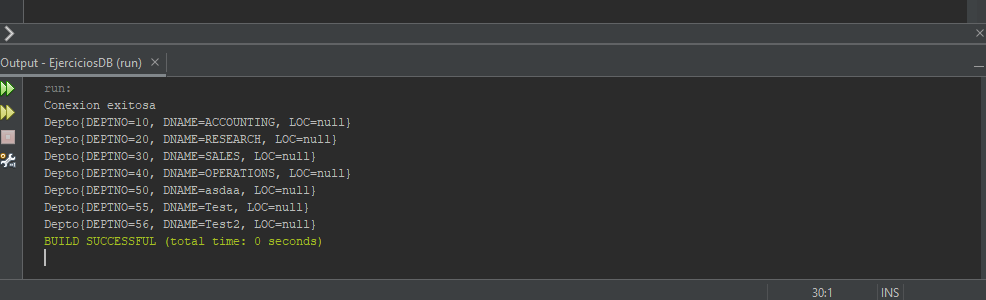 Output - EjerciciosDB (run)
run:
Conexion exitosa
Depto{DEPTNO=10, DNAME=ACCOUNTING, LOC=null}
Depto{DEPTNO=20, DNAME=RESEARCH, LOC=null}
Depto{DEPTNO=30, DNAME=SALES, LOC=null}
Depto{DEPTNO=40, DNAME=OPERATIONS, LOC=null}
Depto{DEPTNO=50, DNAME=asdaa, LOC=null}
Depto{DEPTNO=55, DNAME=Test, LOC=null}
Depto{DEPTNO=56, DNAME=Test2, LOC=null}
BUILD SUCCESSFUL (total time: 0 seconds)
30:1 INS